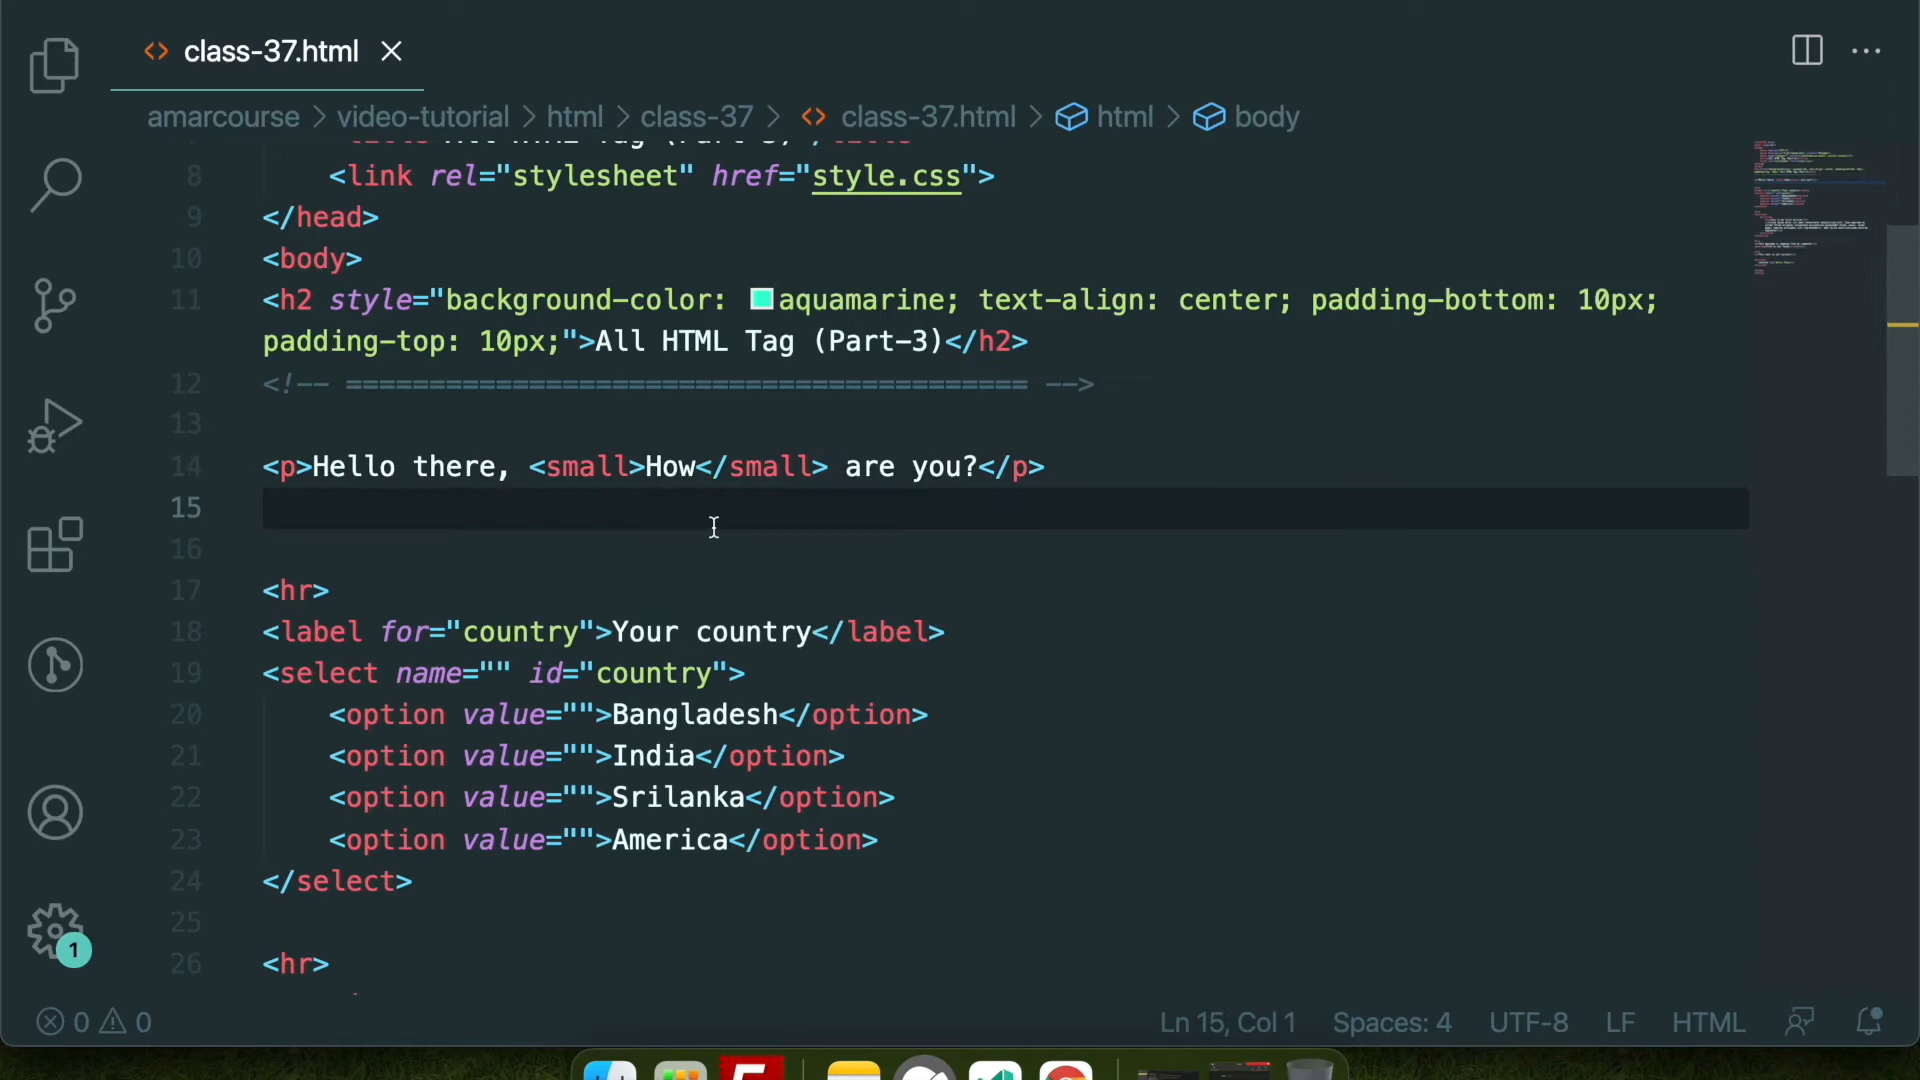 class-37.html
amarcourse > video-tutorial > html > class-37 > class-37.html > html > body
8 <link rel="stylesheet" href="style.css">
9 </head>
10 <body>
11 <h2 style="background-color: aquamarine; text-align: center; padding-bottom: 10px;
padding-top: 10px;">All HTML Tag (Part-3)</h2>
12 <!-- ========================================= -->
13
14 <p>Hello there, <small>How</small> are you?</p>
15
16
17 <hr>
18 <label for="country">Your country</label>
19 <select name="" id="country">
20 <option value="">Bangladesh</option>
21 <option value="">India</option>
22 <option value="">Srilanka</option>
23 <option value="">America</option>
24 </select>
25
26 <hr>
1
0 0 Ln 15, Col 1 Spaces: 4 UTF-8 LF HTML